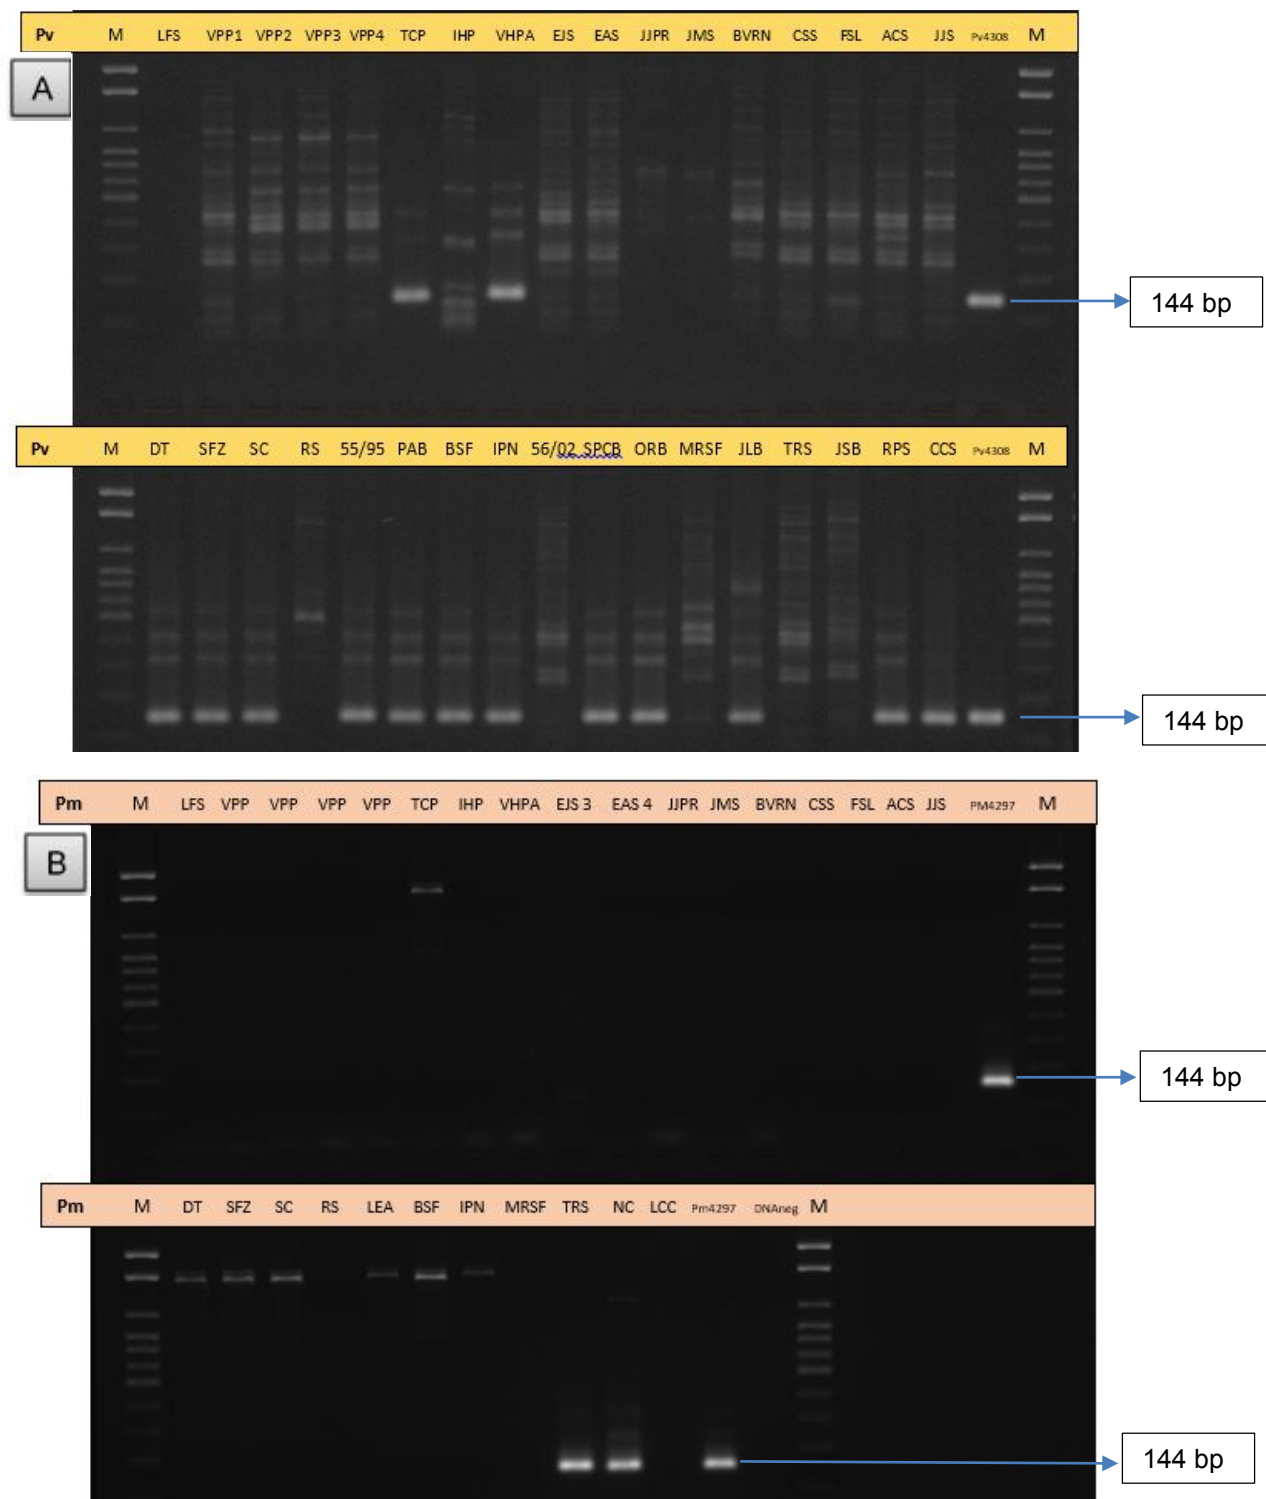 Pv M LFS VPP1 VPP2 VPP3 VPP4 TCP IHP VHPA EJS EAS JJPR JMS BVRN CSS FSL ACS JJS Pv4308 M
A
144 bp
Pv M DT SFZ SC RS 55/95 PAB BSF IPN 56/02 SPCB ORB MRSF JLB TRS JSB RPS CCS Pv4308 M
144 bp
Pm M LFS VPP VPP VPP VPP TCP IHP VHPA EJS 3 EAS 4 JJPR JMS BVRN CSS FSL ACS JJS PM4297 M
B
144 bp
Pm M DT SFZ SC RS LEA BSF IPN MRSF TRS NC LCC Pm4297 DNAneg M
144 bp